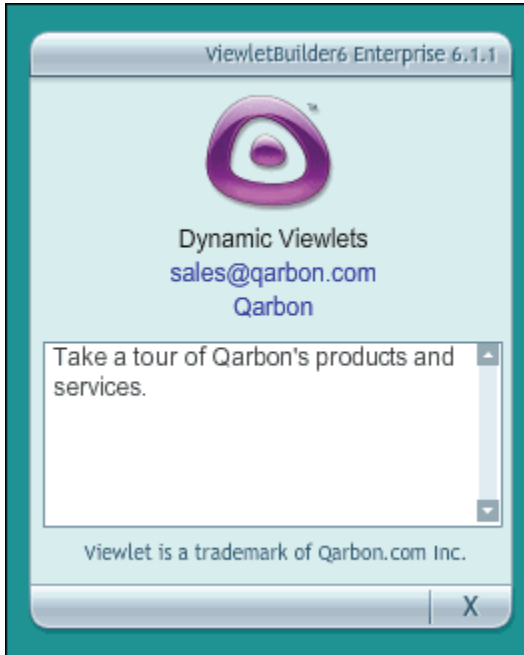 ViewletBuilder6 Enterprise 6.1.1
™
Dynamic Viewlets
sales@qarbon.com
Qarbon
Take a tour of Qarbon's products and
services.
Viewlet is a trademark of Qarbon.com Inc.
X